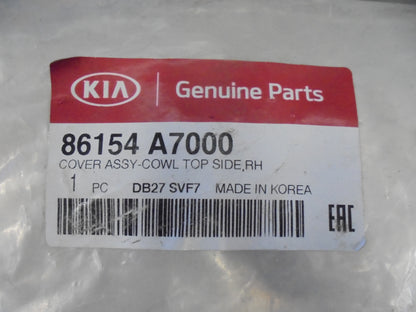 KIA Genuine Parts
86154 A7000
COVER ASSY-COWL TOP SIDE,RH
1 PC DB27 SVF7 MADE IN KOREA
EAC